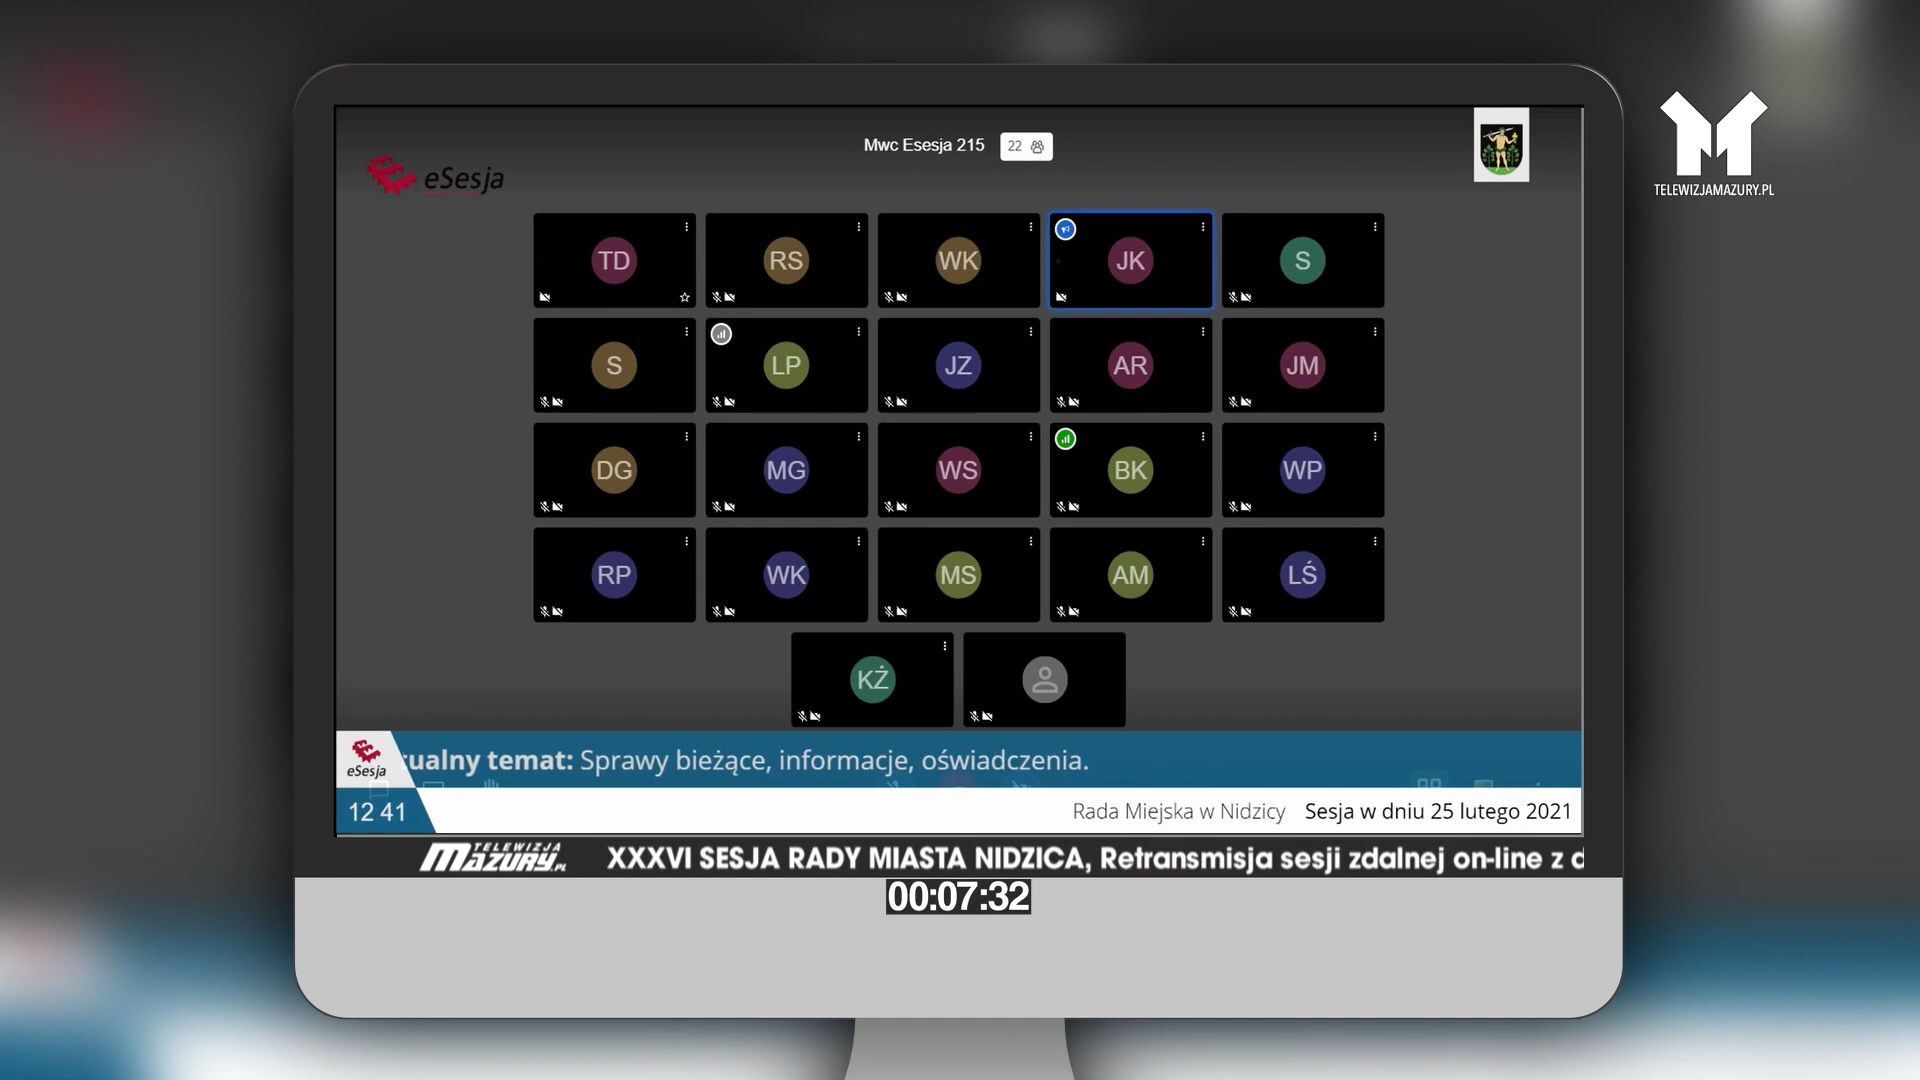 Mwc Esesja 215 22
eSesja
TELEWIZJAMAZURY.PL
TD RS WK JK S
S LP JZ AR JM
DG MG WS BK WP
RP WK MS AM LŚ
KŻ
tualny temat: Sprawy bieżące, informacje, oświadczenia.
eSesja
12 41
Rada Miejska w Nidzicy Sesja w dniu 25 lutego 2021
TELEWIZJA
MAZURY.PL
XXXVI SESJA RADY MIASTA NIDZICA, Retransmisja sesji zdalnej on-line z
00:07:32